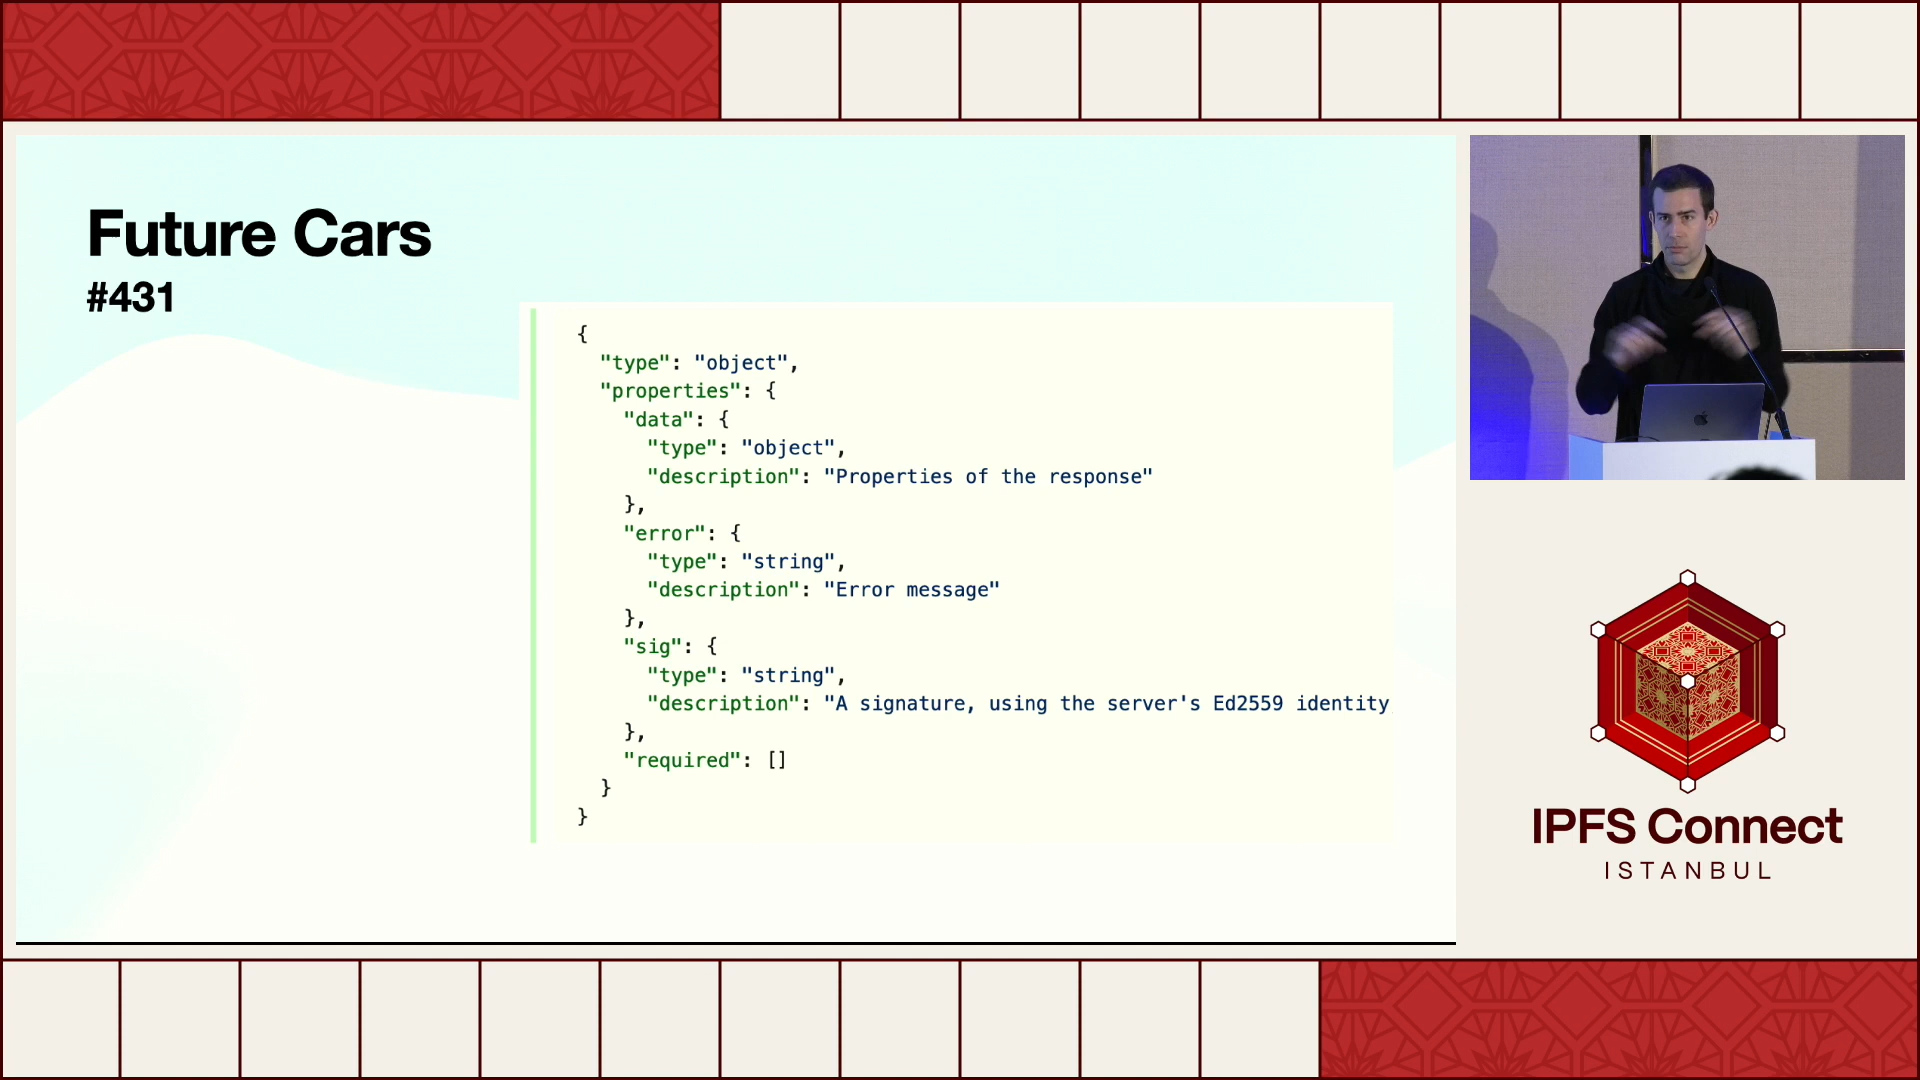 Future Cars
#431
{
"type": "object",
"properties": {
"data": {
"type": "object",
"description": "Properties of the response"
},
"error": {
"type": "string",
"description": "Error message"
},
"sig": {
"type": "string",
"description": "A signature, using the server's Ed2559 identity,
},
"required": []
}
}
IPFS Connect
ISTANBUL